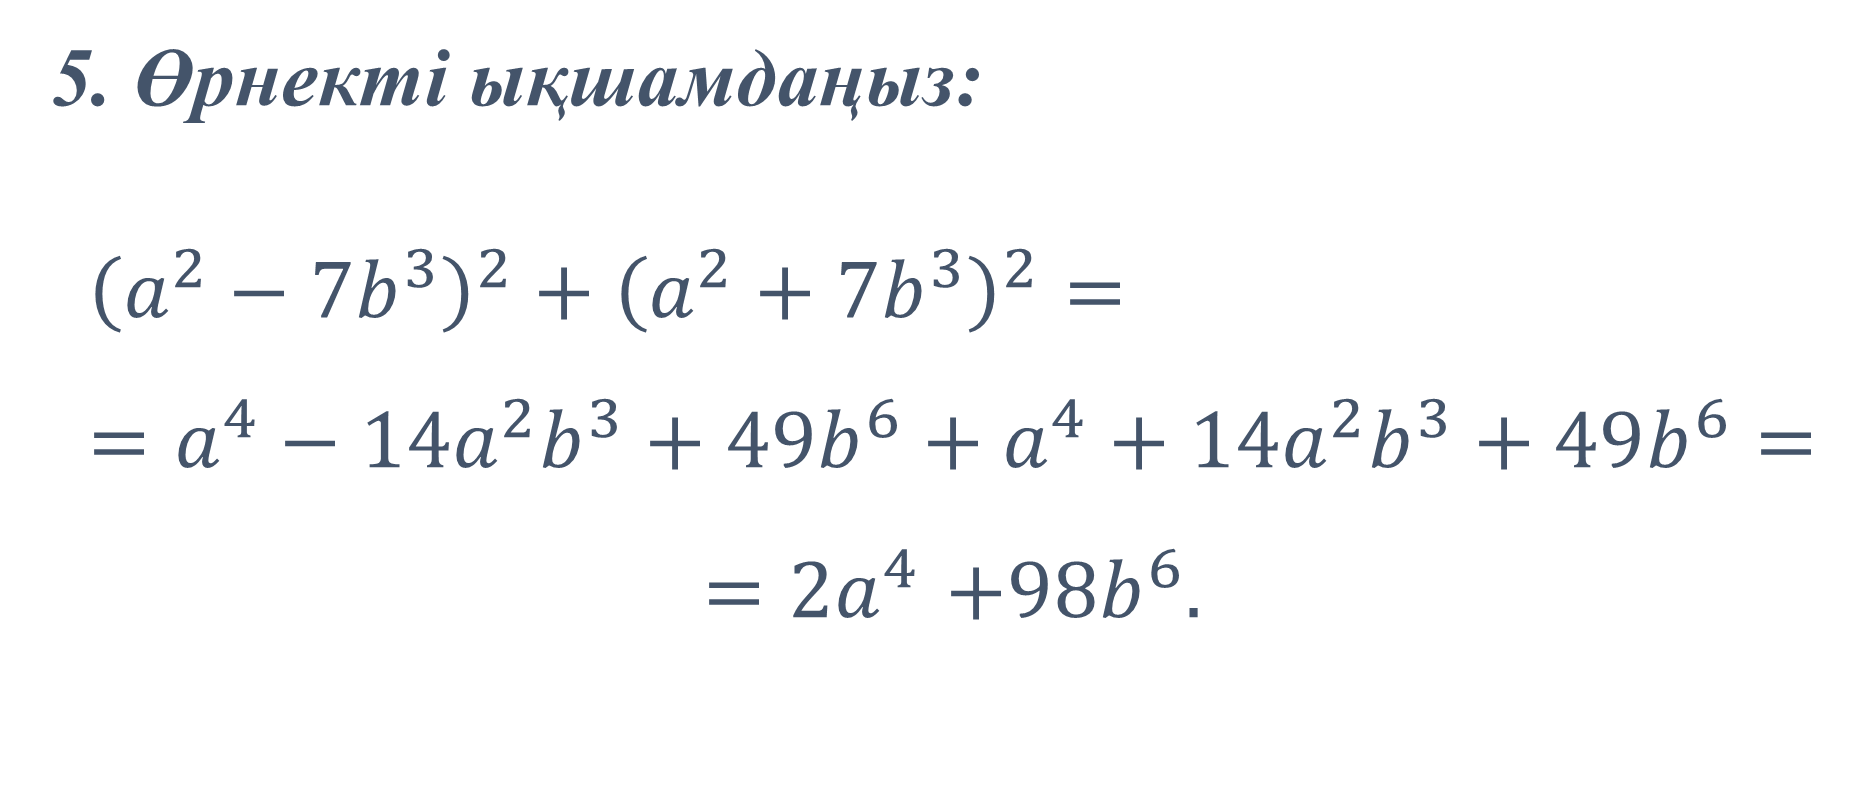 5. Өрнекті ықшамдаңыз:
(a² − 7b³)² + (a² + 7b³)² =
= a⁴ − 14a²b³ + 49b⁶ + a⁴ + 14a²b³ + 49b⁶ =
= 2a⁴ +98b⁶.